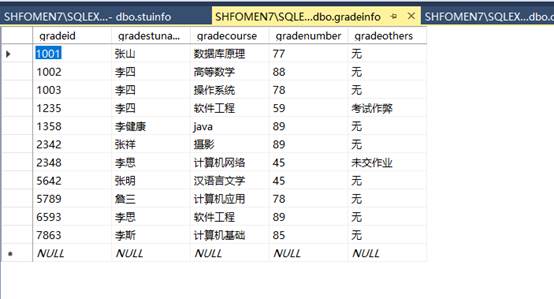 SHFOMEN7\SQLEX...- dbo.stuinfo SHFOMEN7\SQLEX...dbo.gradeinfo SHFOMEN7\SQLEX...dbo.
gradeid gradestuna... gradecourse gradenumber gradeothers
1001 张山 数据库原理 77 无
1002 李四 高等数学 88 无
1003 李四 操作系统 78 无
1235 李四 软件工程 59 考试作弊
1358 李健康 java 89 无
2342 张祥 摄影 89 无
2348 李思 计算机网络 45 未交作业
5642 张明 汉语言文学 45 无
5789 詹三 计算机应用 78 无
6593 李思 软件工程 89 无
7863 李斯 计算机基础 85 无
NULL NULL NULL NULL NULL